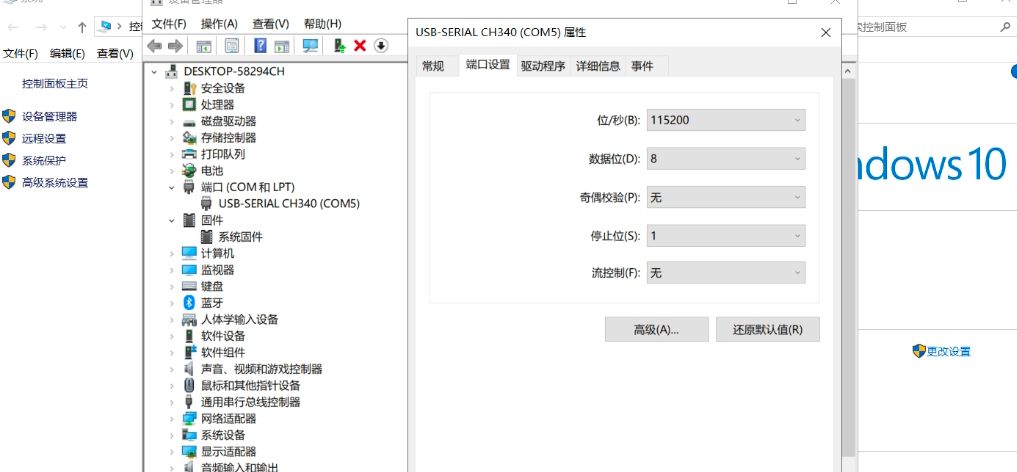 系统
设备管理器
控
索控制面板
文件(F) 编辑(E) 查看(V)
控制面板主页
设备管理器
远程设置
系统保护
高级系统设置
文件(F) 操作(A) 查看(V) 帮助(H)
DESKTOP-58294CH
安全设备
处理器
磁盘驱动器
存储控制器
打印队列
电池
端口 (COM 和 LPT)
USB-SERIAL CH340 (COM5)
固件
系统固件
计算机
监视器
键盘
蓝牙
人体学输入设备
软件设备
软件组件
声音、视频和游戏控制器
鼠标和其他指针设备
通用串行总线控制器
网络适配器
系统设备
显示适配器
音频输入和输出
USB-SERIAL CH340 (COM5) 属性
常规 端口设置 驱动程序 详细信息 事件
位/秒(B): 115200
数据位(D): 8
奇偶校验(P): 无
停止位(S): 1
流控制(F): 无
高级(A)... 还原默认值(R)
ndows 10
更改设置